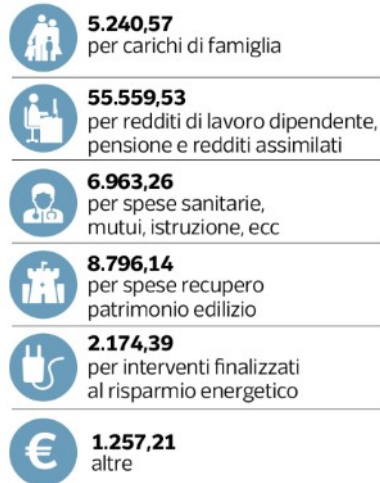 5.240,57
per carichi di famiglia
55.559,53
per redditi di lavoro dipendente,
pensione e redditi assimilati
6.963,26
per spese sanitarie,
mutui, istruzione, ecc
8.796,14
per spese recupero
patrimonio edilizio
2.174,39
per interventi finalizzati
al risparmio energetico
€
1.257,21
altre